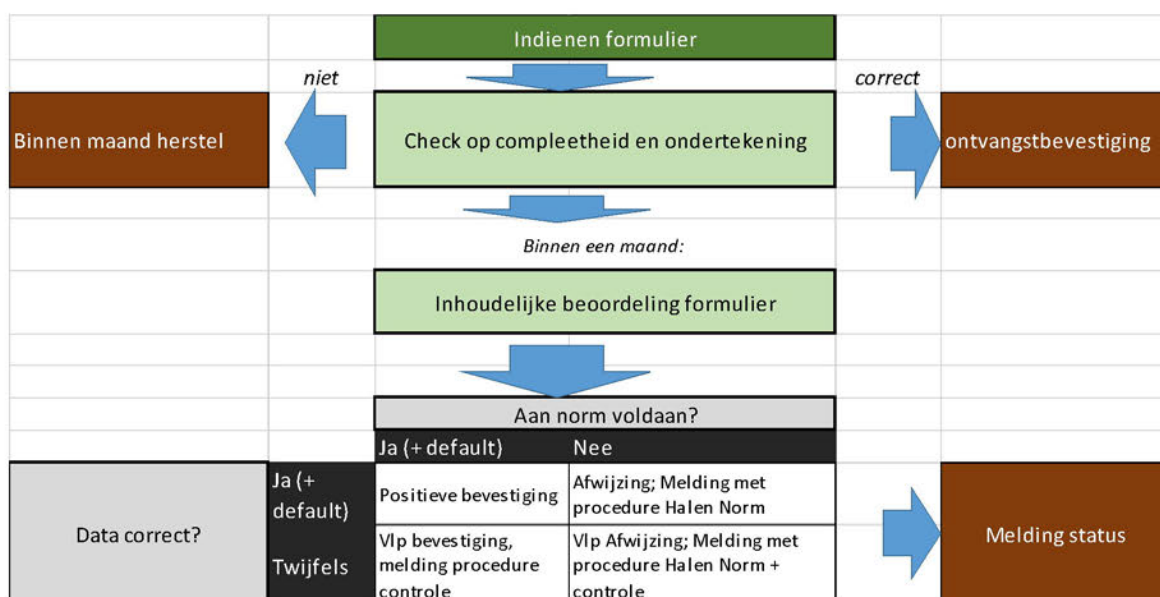 Indienen formulier
niet
correct
Binnen maand herstel
Check op compleetheid en ondertekening
ontvangstbevestiging
Binnen een maand:
Inhoudelijke beoordeling formulier
Aan norm voldaan?
Ja (+ default)
Nee
Data correct?
Ja (+
default)
Positieve bevestiging
Afwijzing; Melding met
procedure Halen Norm
Twijfels
Vlp bevestiging,
melding procedure
controle
Vlp Afwijzing; Melding met
procedure Halen Norm +
controle
Melding status